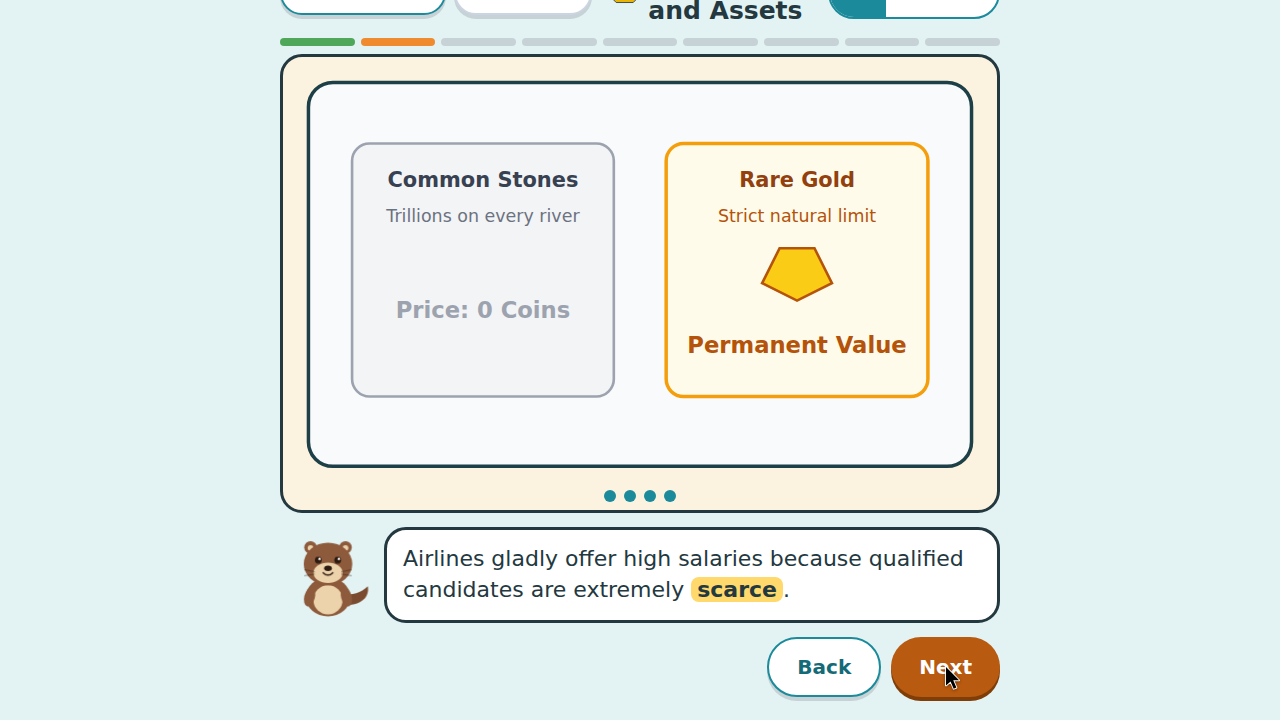 and Assets
Common Stones
Trillions on every river
Price: 0 Coins
Rare Gold
Strict natural limit
Permanent Value
Airlines gladly offer high salaries because qualified
candidates are extremely scarce.
Back
Next